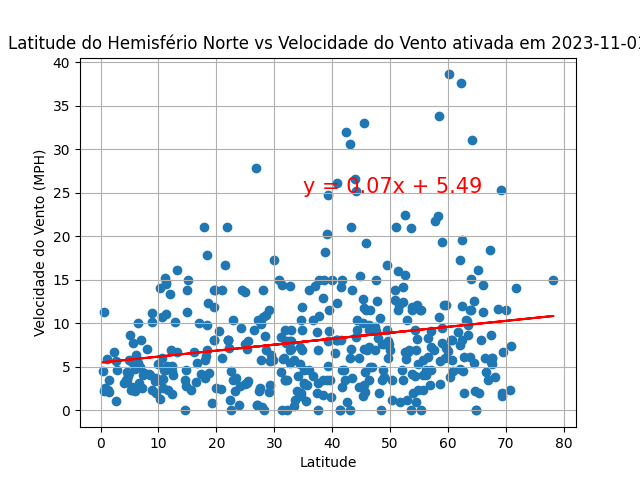 Latitude do Hemisfério Norte vs Velocidade do Vento ativada em 2023-11-01
40
35
30
25
20
15
10
5
0
Velocidade do Vento (MPH)
y = 0.07x + 5.49
0 10 20 30 40 50 60 70 80
Latitude